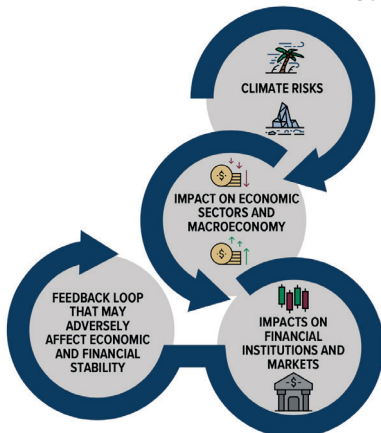 CLIMATE RISKS
$
IMPACT ON ECONOMIC
SECTORS AND
MACROECONOMY
$
FEEDBACK LOOP
THAT MAY
ADVERSELY
AFFECT ECONOMIC
AND FINANCIAL
STABILITY
IMPACTS ON
FINANCIAL
INSTITUTIONS AND
MARKETS
$